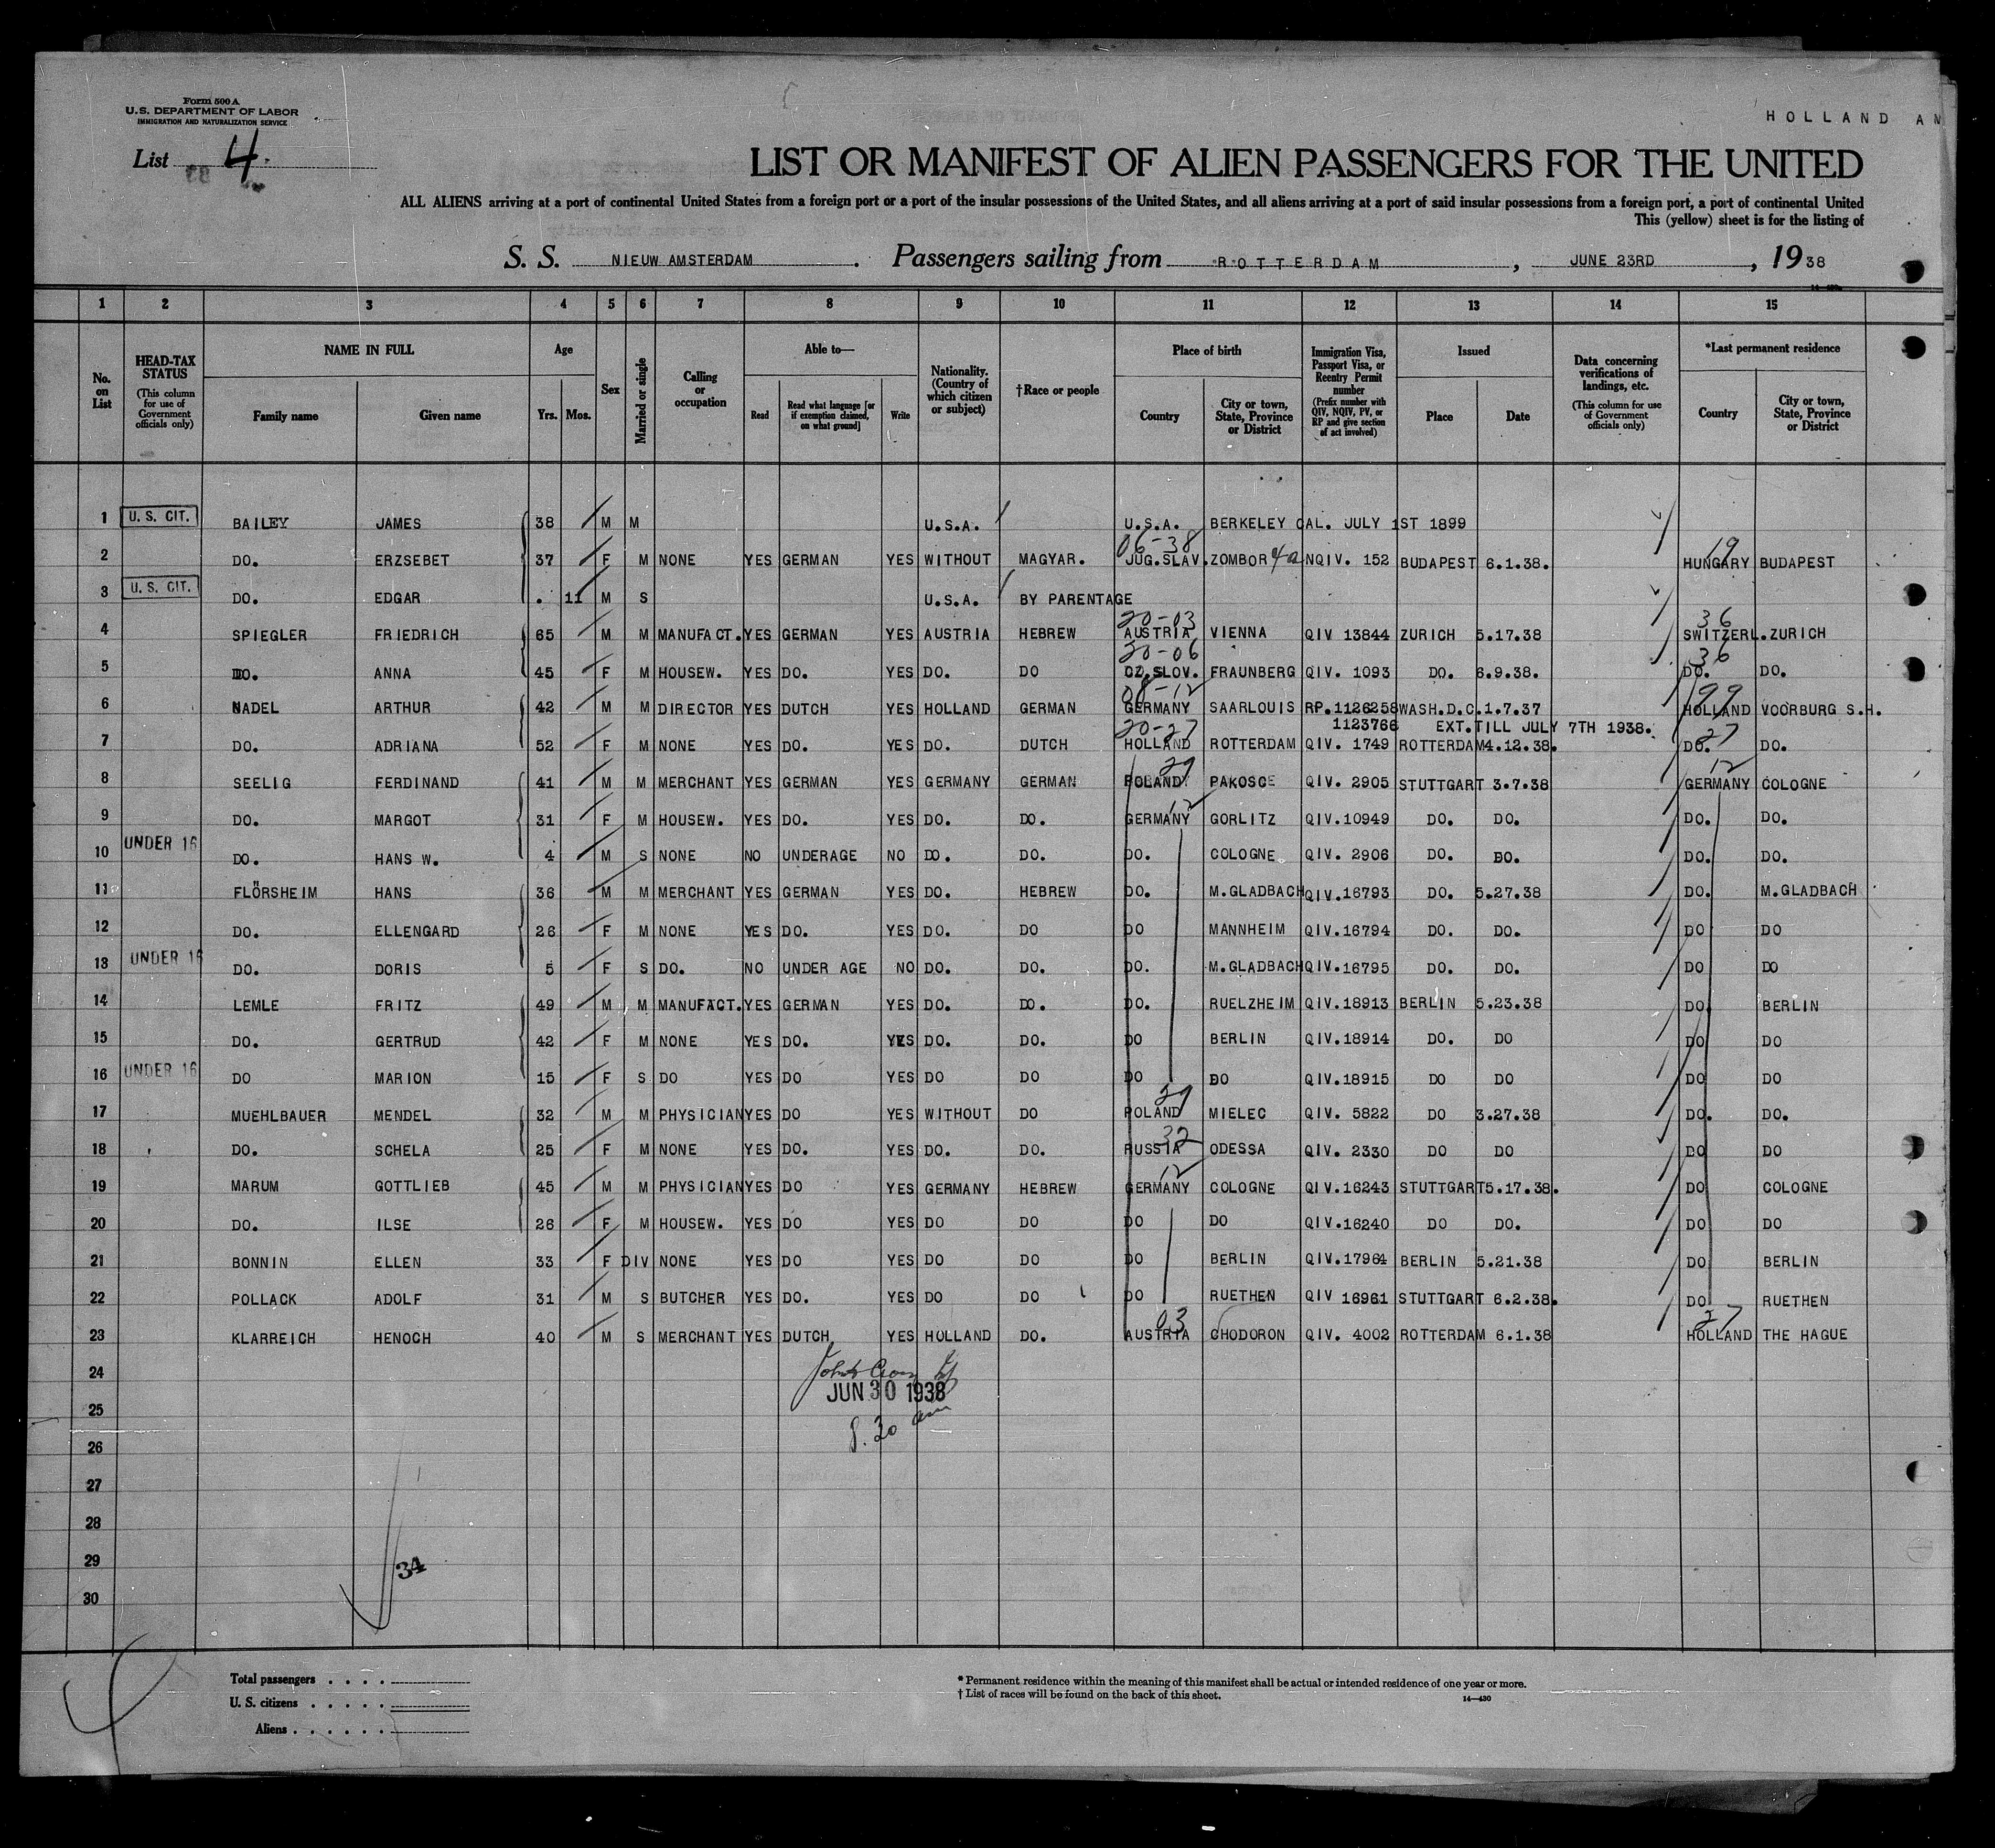 Form 500 A
U.S. DEPARTMENT OF LABOR
IMMIGRATION AND NATURALIZATION SERVICE
HOLLAND AM
List 4.
LIST OR MANIFEST OF ALIEN PASSENGERS FOR THE UNITED
ALL ALIENS arriving at a port of continental United States from a foreign port or a port of the insular possessions of the United States, and all aliens arriving at a port of said insular possessions from a foreign port, a port of continental United
This (yellow) sheet is for the listing of
S. S. NIEUW AMSTERDAM . Passengers sailing from ROTTERDAM , JUNE 23RD , 1938
1 2 3 4 5 6 7 8 9 10 11 12 13 14 15
No. on List
HEAD-TAX STATUS (This column for use of Government officials only)
NAME IN FULL Family name Given name
Age Yrs. Mos.
Sex
Married or single
Calling or occupation
Able to— Read Read what language [or if exemption claimed, on what ground] Write
Nationality. (Country of which citizen or subject)
†Race or people
Place of birth Country City or town, State, Province or District
Immigration Visa, Passport Visa, or Reentry Permit number (Prefix number with QIV, NQIV, PV, or RP and give section of act involved)
Issued Place Date
Data concerning verifications of landings, etc. (This column for use of Government officials only)
*Last permanent residence Country City or town, State, Province or District
1 U. S. CIT. BAILEY JAMES 38 M M U.S.A. U.S.A. BERKELEY CAL. JULY 1ST 1899
06-38 19
2 DO. ERZSEBET 37 F M NONE YES GERMAN YES WITHOUT MAGYAR. JUG.SLAV. ZOMBOR 4a NQIV. 152 BUDAPEST 6.1.38. HUNGARY BUDAPEST
3 U. S. CIT. DO. EDGAR . 11 M S U.S.A. BY PARENTAGE
20-03 36
4 SPIEGLER FRIEDRICH 65 M M MANUFACT. YES GERMAN YES AUSTRIA HEBREW AUSTRIA VIENNA QIV 13844 ZURICH 5.17.38 SWITZERL. ZURICH
20-06 36
5 DO. ANNA 45 F M HOUSEW. YES DO. YES DO. DO CZ.SLOV. FRAUNBERG QIV. 1093 DO. 6.9.38. DO. DO.
08-12 99
6 NADEL ARTHUR 42 M M DIRECTOR YES DUTCH YES HOLLAND GERMAN GERMANY SAARLOUIS RP.1126258 WASH.D.C. 1.7.37 HOLLAND VOORBURG S.H.
20-27 1123766 EXT.TILL JULY 7TH 1938. 27
7 DO. ADRIANA 52 F M NONE YES DO. YES DO. DUTCH HOLLAND ROTTERDAM QIV. 1749 ROTTERDAM 4.12.38. DO. DO.
29 12
8 SEELIG FERDINAND 41 M M MERCHANT YES GERMAN YES GERMANY GERMAN POLAND PAKOSCE QIV. 2905 STUTTGART 3.7.38 GERMANY COLOGNE
12
9 DO. MARGOT 31 F M HOUSEW. YES DO. YES DO. DO. GERMANY GORLITZ QIV.10949 DO. DO. DO. DO.
10 UNDER 16 DO. HANS W. 4 M S NONE NO UNDERAGE NO DO. DO. DO. COLOGNE QIV. 2906 DO. DO. DO. DO.
11 FLÖRSHEIM HANS 36 M M MERCHANT YES GERMAN YES DO. HEBREW DO. M.GLADBACH QIV.16793 DO. 5.27.38 DO. M.GLADBACH
12 DO. ELLENGARD 26 F M NONE YES DO. YES DO. DO DO MANNHEIM QIV.16794 DO. DO. DO DO
13 UNDER 16 DO. DORIS 5 F S DO. NO UNDER AGE NO DO. DO. DO. M.GLADBACH QIV.16795 DO. DO. DO DO
14 LEMLE FRITZ 49 M M MANUFACT. YES GERMAN YES DO. DO. DO. RUELZHEIM QIV.18913 BERLIN 5.23.38 DO. BERLIN
15 DO. GERTRUD 42 F M NONE YES DO. YES DO. DO. DO BERLIN QIV.18914 DO. DO DO DO
16 UNDER 16 DO MARION 15 F S DO YES DO YES DO DO DO DO QIV.18915 DO DO DO DO
29
17 MUEHLBAUER MENDEL 32 M M PHYSICIAN YES DO YES WITHOUT DO POLAND MIELEC QIV. 5822 DO 3.27.38 DO. DO.
32
18 DO. SCHELA 25 F M NONE YES DO. YES DO. DO. RUSSIA ODESSA QIV. 2330 DO DO DO DO
12
19 MARUM GOTTLIEB 45 M M PHYSICIAN YES DO YES GERMANY HEBREW GERMANY COLOGNE QIV.16243 STUTTGART 5.17.38. DO COLOGNE
20 DO. ILSE 26 F M HOUSEW. YES DO YES DO DO DO DO QIV.16240 DO DO. DO DO
21 BONNIN ELLEN 33 F DIV NONE YES DO YES DO DO DO BERLIN QIV.17964 BERLIN 5.21.38 DO BERLIN
22 POLLACK ADOLF 31 M S BUTCHER YES DO. YES DO DO DO RUETHEN QIV 16961 STUTTGART 6.2.38. DO RUETHEN
03 27
23 KLARREICH HENOCH 40 M S MERCHANT YES DUTCH YES HOLLAND DO. AUSTRIA CHODORON QIV. 4002 ROTTERDAM 6.1.38 HOLLAND THE HAGUE
24
JUN 30 1938
25
8.30 am
26
27
28
29
34
30
Total passengers . . . .
U. S. citizens . . . . .
Aliens . . . . . .
* Permanent residence within the meaning of this manifest shall be actual or intended residence of one year or more.
† List of races will be found on the back of this sheet. 14—430